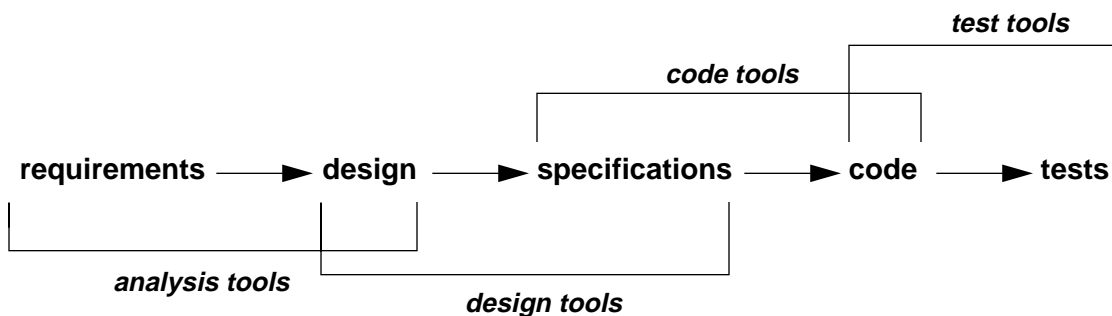 test tools
code tools
requirements design specifications code tests
analysis tools
design tools